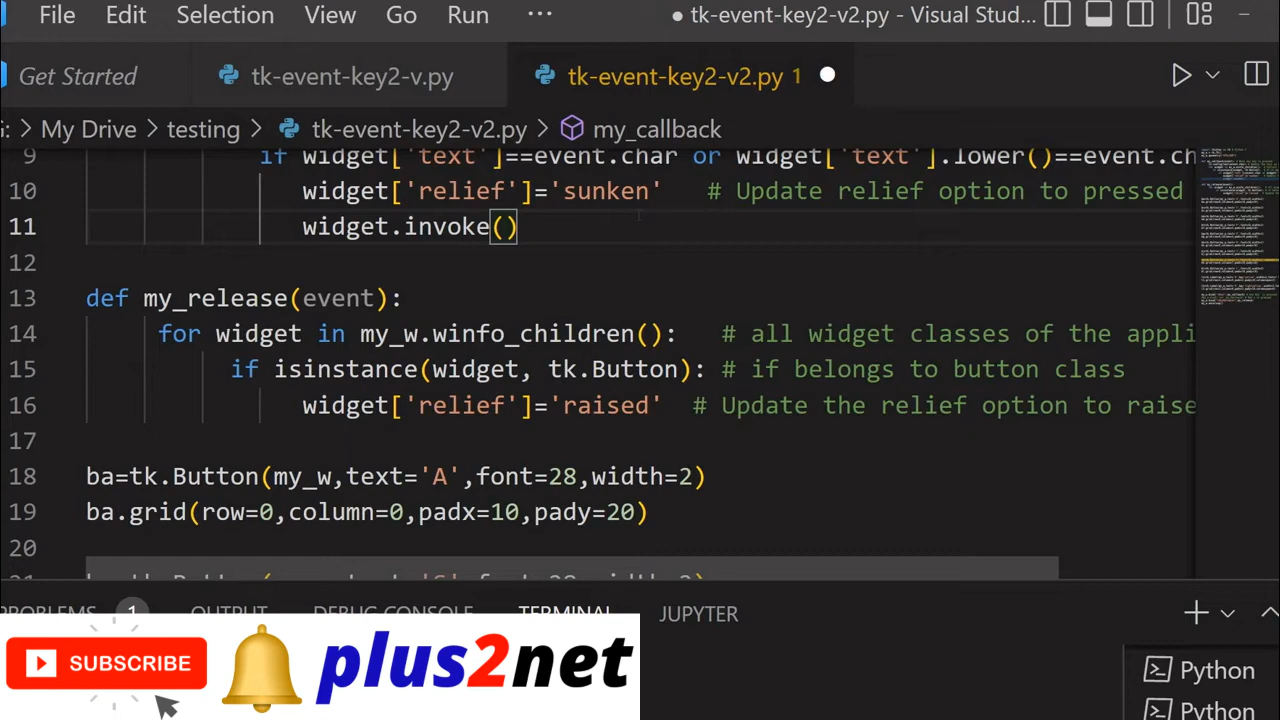 File Edit Selection View Go Run ··· ● tk-event-key2-v2.py - Visual Stud...
Get Started tk-event-key2-v.py tk-event-key2-v2.py 1
G: > My Drive > testing > tk-event-key2-v2.py > my_callback
9 if widget['text']==event.char or widget['text'].lower()==event.ch
10 widget['relief']='sunken' # Update relief option to pressed
11 widget.invoke()
12
13 def my_release(event):
14 for widget in my_w.winfo_children(): # all widget classes of the appli
15 if isinstance(widget, tk.Button): # if belongs to button class
16 widget['relief']='raised' # Update the relief option to raise
17
18 ba=tk.Button(my_w,text='A',font=28,width=2)
19 ba.grid(row=0,column=0,padx=10,pady=20)
20
PROBLEMS 1 OUTPUT DEBUG CONSOLE TERMINAL JUPYTER
SUBSCRIBE plus2net
Python
Python